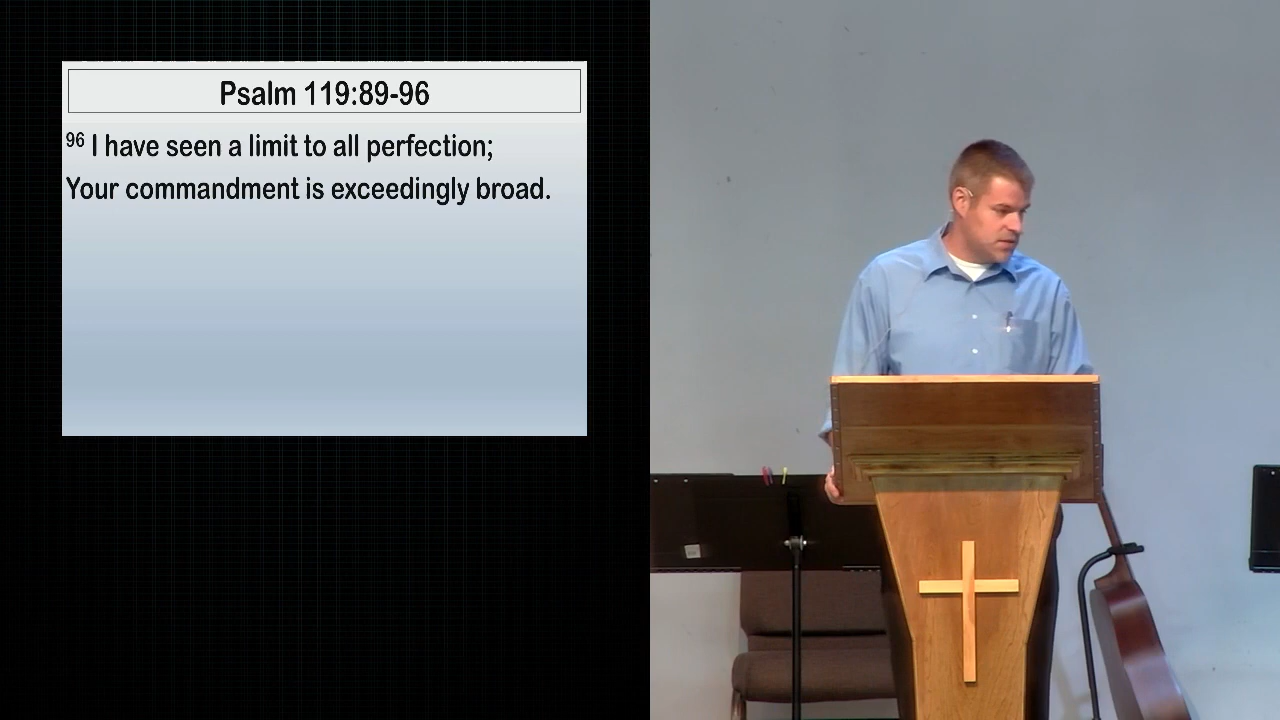 Psalm 119:89-96
96 I have seen a limit to all perfection;
Your commandment is exceedingly broad.